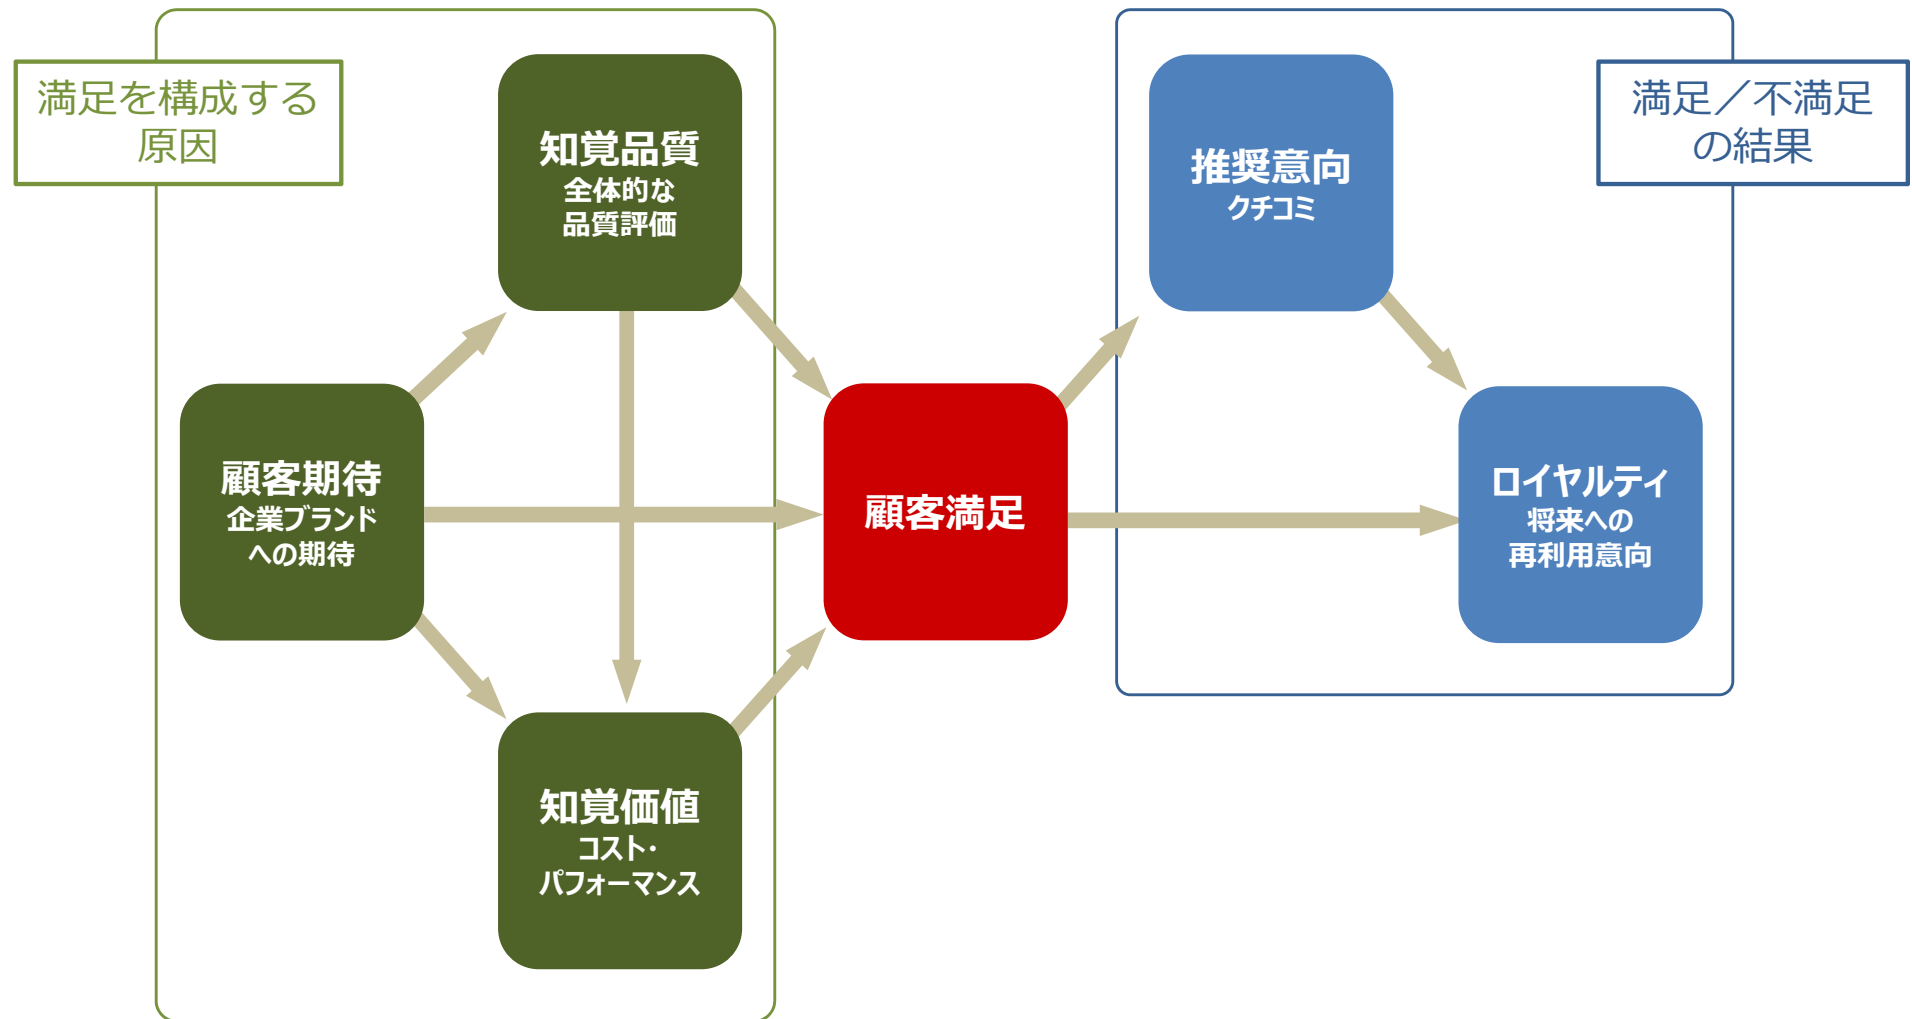 満足を構成する
原因
知覚品質
全体的な
品質評価
顧客期待
企業ブランド
への期待
知覚価値
コスト・
パフォーマンス
顧客満足
満足／不満足
の結果
推奨意向
クチコミ
ロイヤルティ
将来への
再利用意向